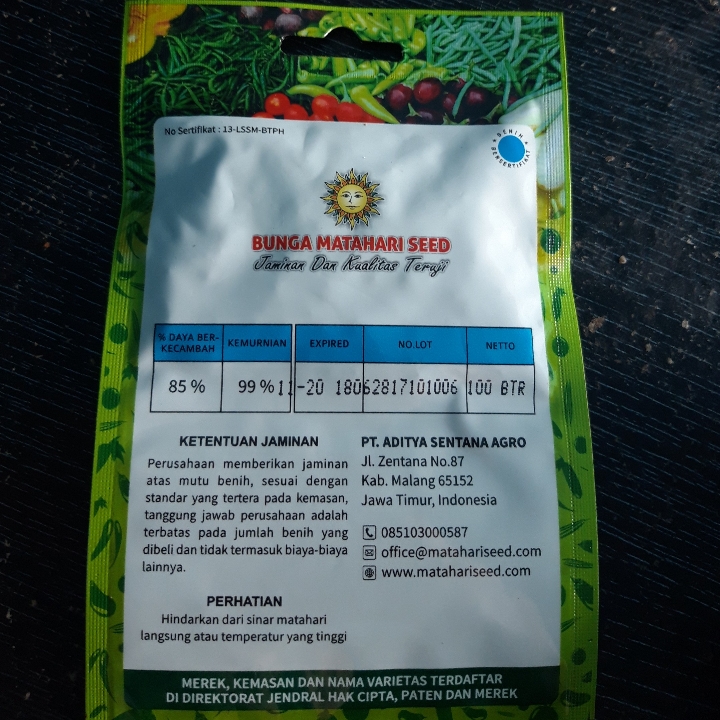 No Sertifikat : 13-LSSM-BTPH
BENIH
BERSERTIFIKAT
BUNGA MATAHARI SEED
Jaminan Dan Kualitas Teruji
% DAYA BER-
KECAMBAH
KEMURNIAN
EXPIRED
NO.LOT
NETTO
85 %
99 %
11-20 18062817101006 100 BTR
KETENTUAN JAMINAN
Perusahaan memberikan jaminan
atas mutu benih, sesuai dengan
standar yang tertera pada kemasan,
tanggung jawab perusahaan adalah
terbatas pada jumlah benih yang
dibeli dan tidak termasuk biaya-biaya
lainnya.
PERHATIAN
Hindarkan dari sinar matahari
langsung atau temperatur yang tinggi
PT. ADITYA SENTANA AGRO
Jl. Zentana No.87
Kab. Malang 65152
Jawa Timur, Indonesia
085103000587
office@matahariseed.com
www.matahariseed.com
MEREK, KEMASAN DAN NAMA VARIETAS TERDAFTAR
DI DIREKTORAT JENDRAL HAK CIPTA, PATEN DAN MEREK